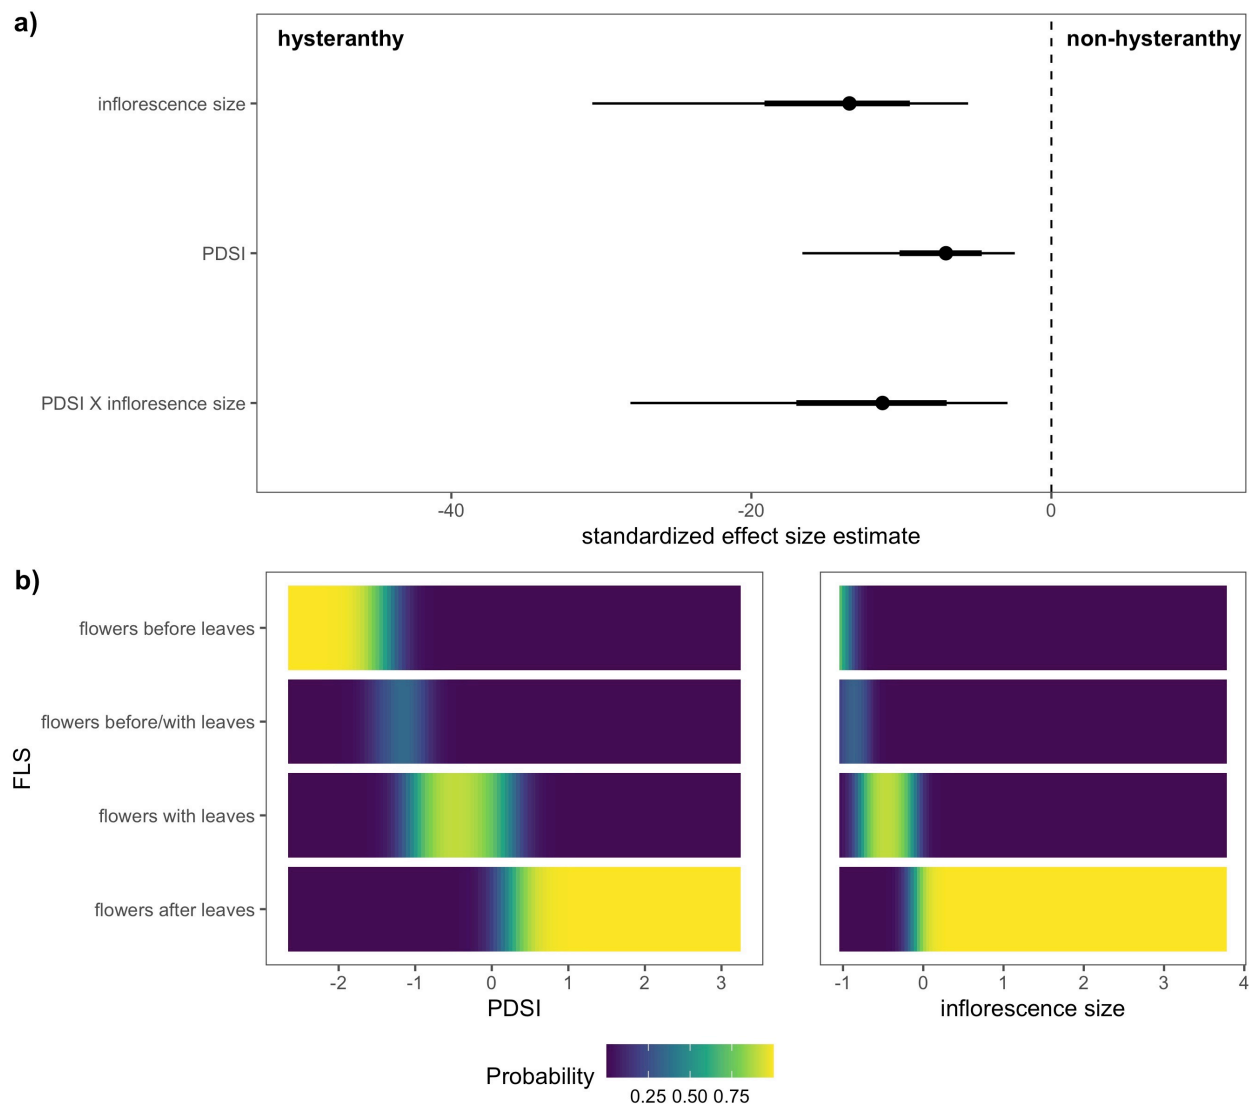 a)
hysteranthy
non-hysteranthy
inflorescence size
PDSI
PDSI X infloresence size
-40
-20
0
standardized effect size estimate
b)
FLS
flowers before leaves
flowers before/with leaves
flowers with leaves
flowers after leaves
-2
-1
0
1
2
3
PDSI
-1
0
1
2
3
4
inflorescence size
Probability
0.25 0.50 0.75